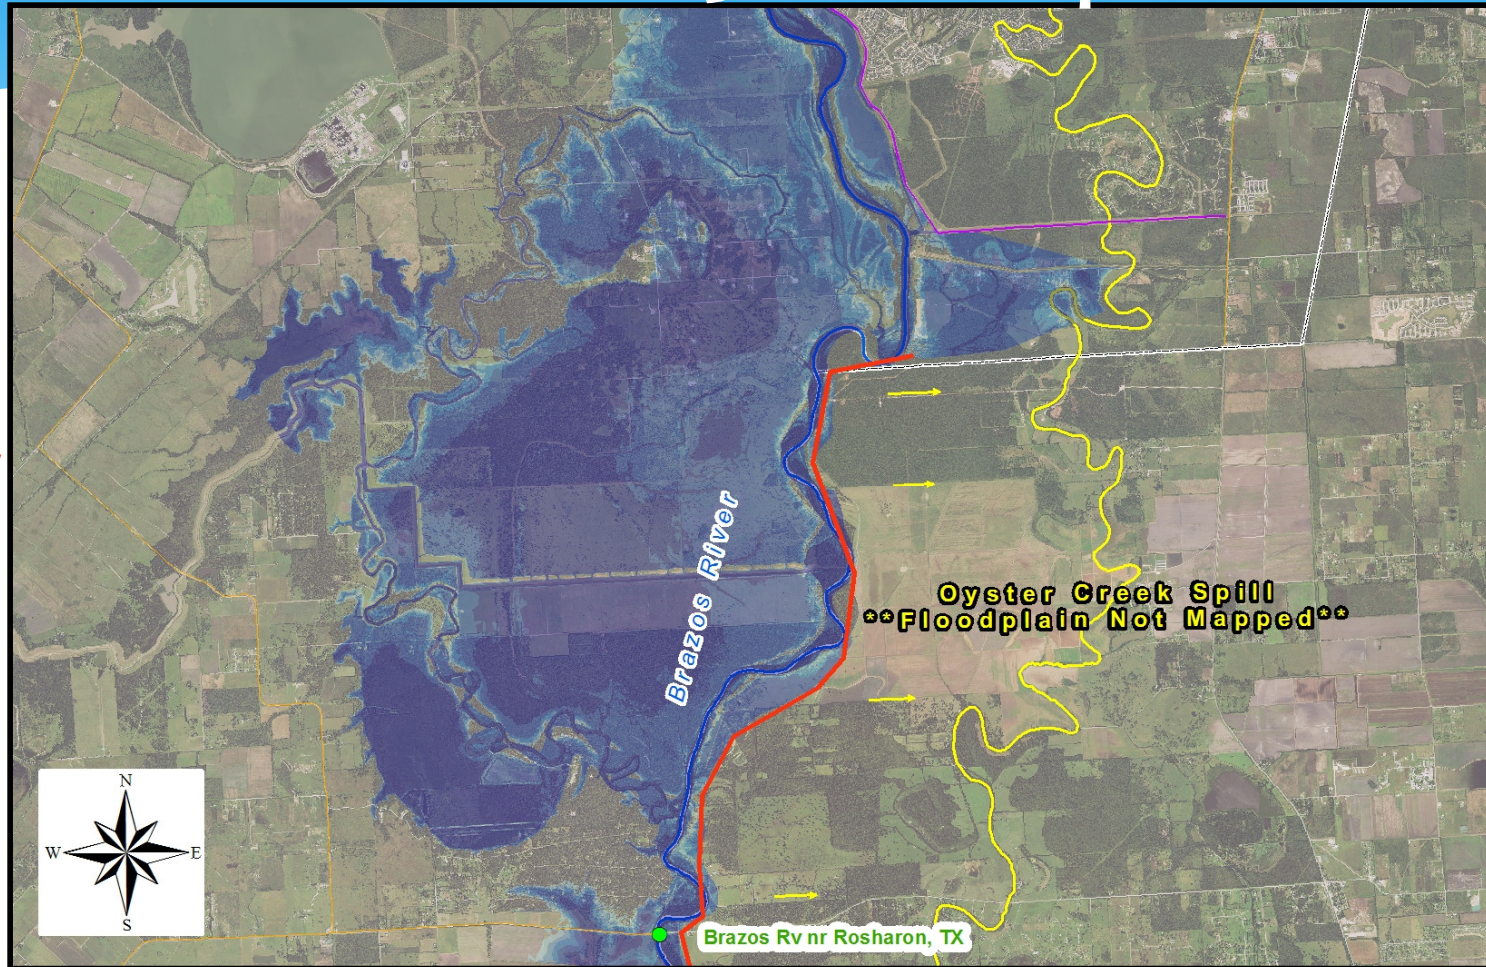 Brazos River
Oyster Creek Spill
**Floodplain Not Mapped**
N
W
E
S
Brazos Rv nr Rosharon, TX